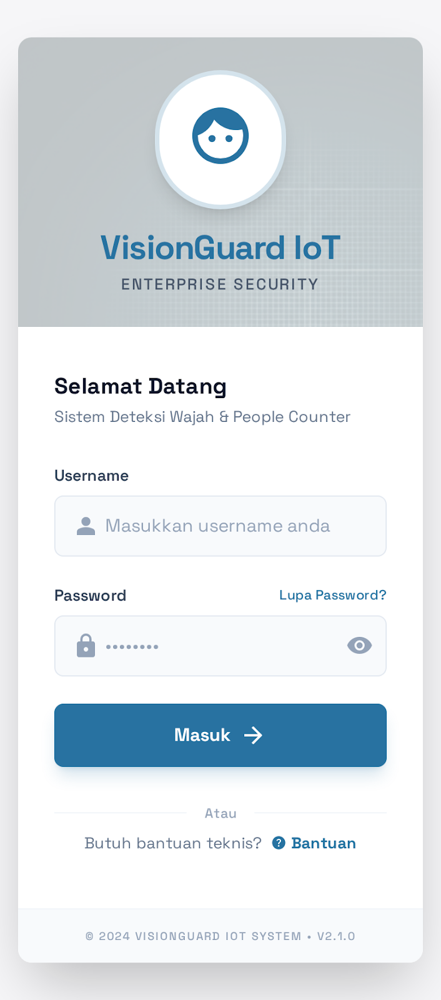 VisionGuard IoT
ENTERPRISE SECURITY
Selamat Datang
Sistem Deteksi Wajah & People Counter
Username
Masukkan username anda
Password Lupa Password?
••••••••
Masuk →
Atau
Butuh bantuan teknis? Bantuan
© 2024 VISIONGUARD IOT SYSTEM • V2.1.0